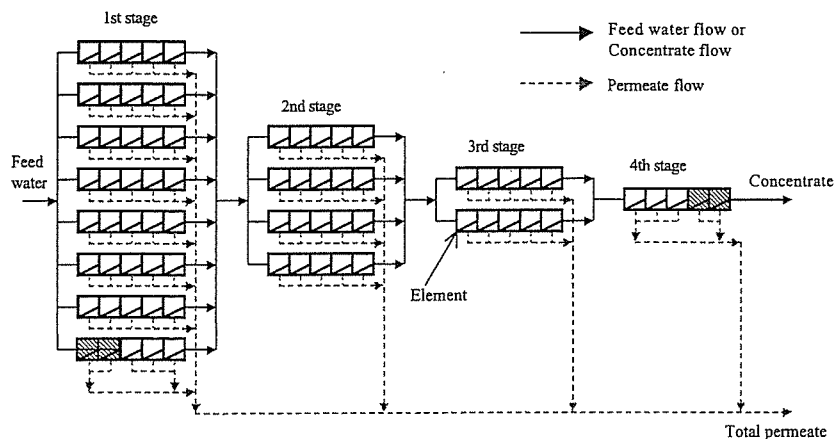 1st stage
Feed water flow or
Concentrate flow
Permeate flow
2nd stage
3rd stage
4th stage
Feed
water
Concentrate
Element
Total permeate